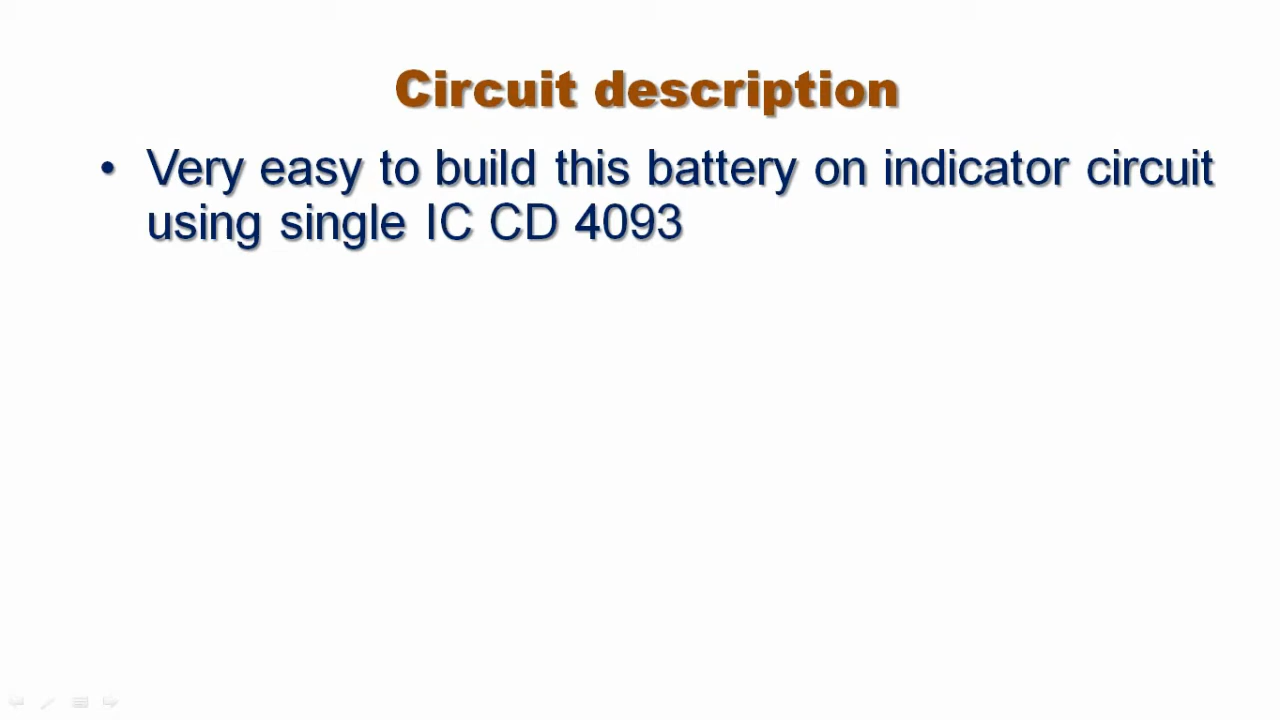 Circuit description
• Very easy to build this battery on indicator circuit
using single IC CD 4093